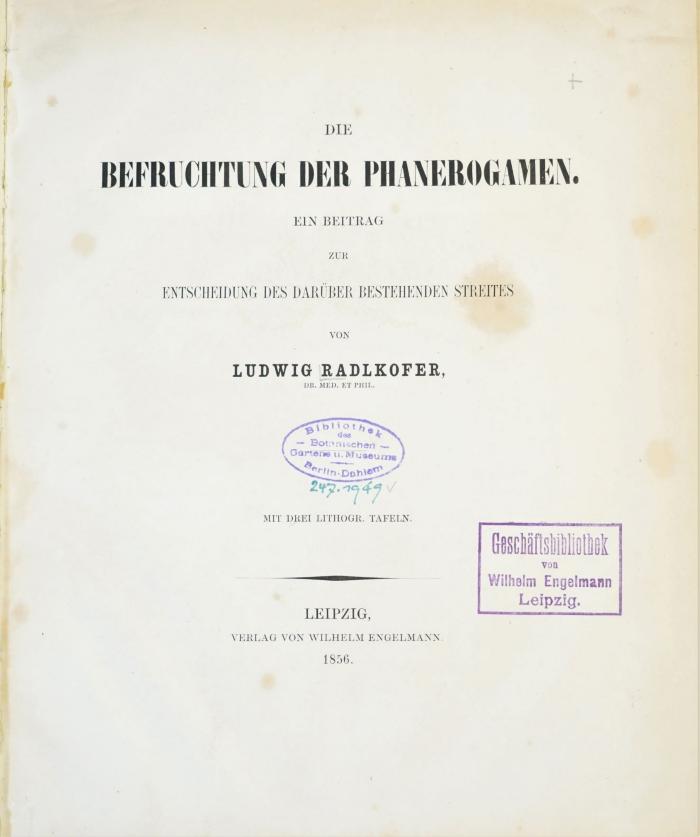 DIE
BEFRUCHTUNG DER PHANEROGAMEN.
EIN BEITRAG
ZUR
ENTSCHEIDUNG DES DARÜBER BESTEHENDEN STREITES
VON
LUDWIG RADLKOFER,
DR. MED. ET PHIL.
Bibliothek
des
— Botanischen —
Gartens u. Museums
Berlin-Dahlem
247.1949
MIT DREI LITHOGR. TAFELN.
Geschäftsbibliothek
von
Wilhelm Engelmann
Leipzig.
LEIPZIG,
VERLAG VON WILHELM ENGELMANN.
1856.